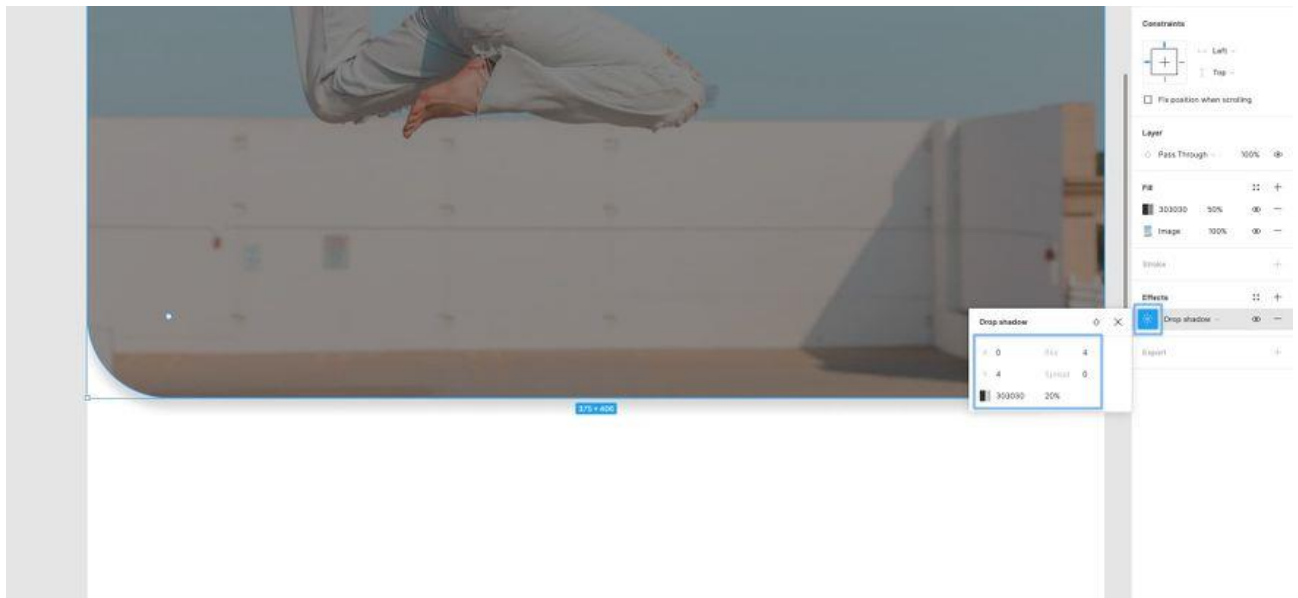 Constraints
Left
Top
Fix position when scrolling
Layer
Pass Through 100%
Fill
303030 50%
Image 100%
Stroke
Effects
Drop shadow
Export
Drop shadow
X 0 Blur 4
Y 4 Spread 0
303030 20%
375 × 406